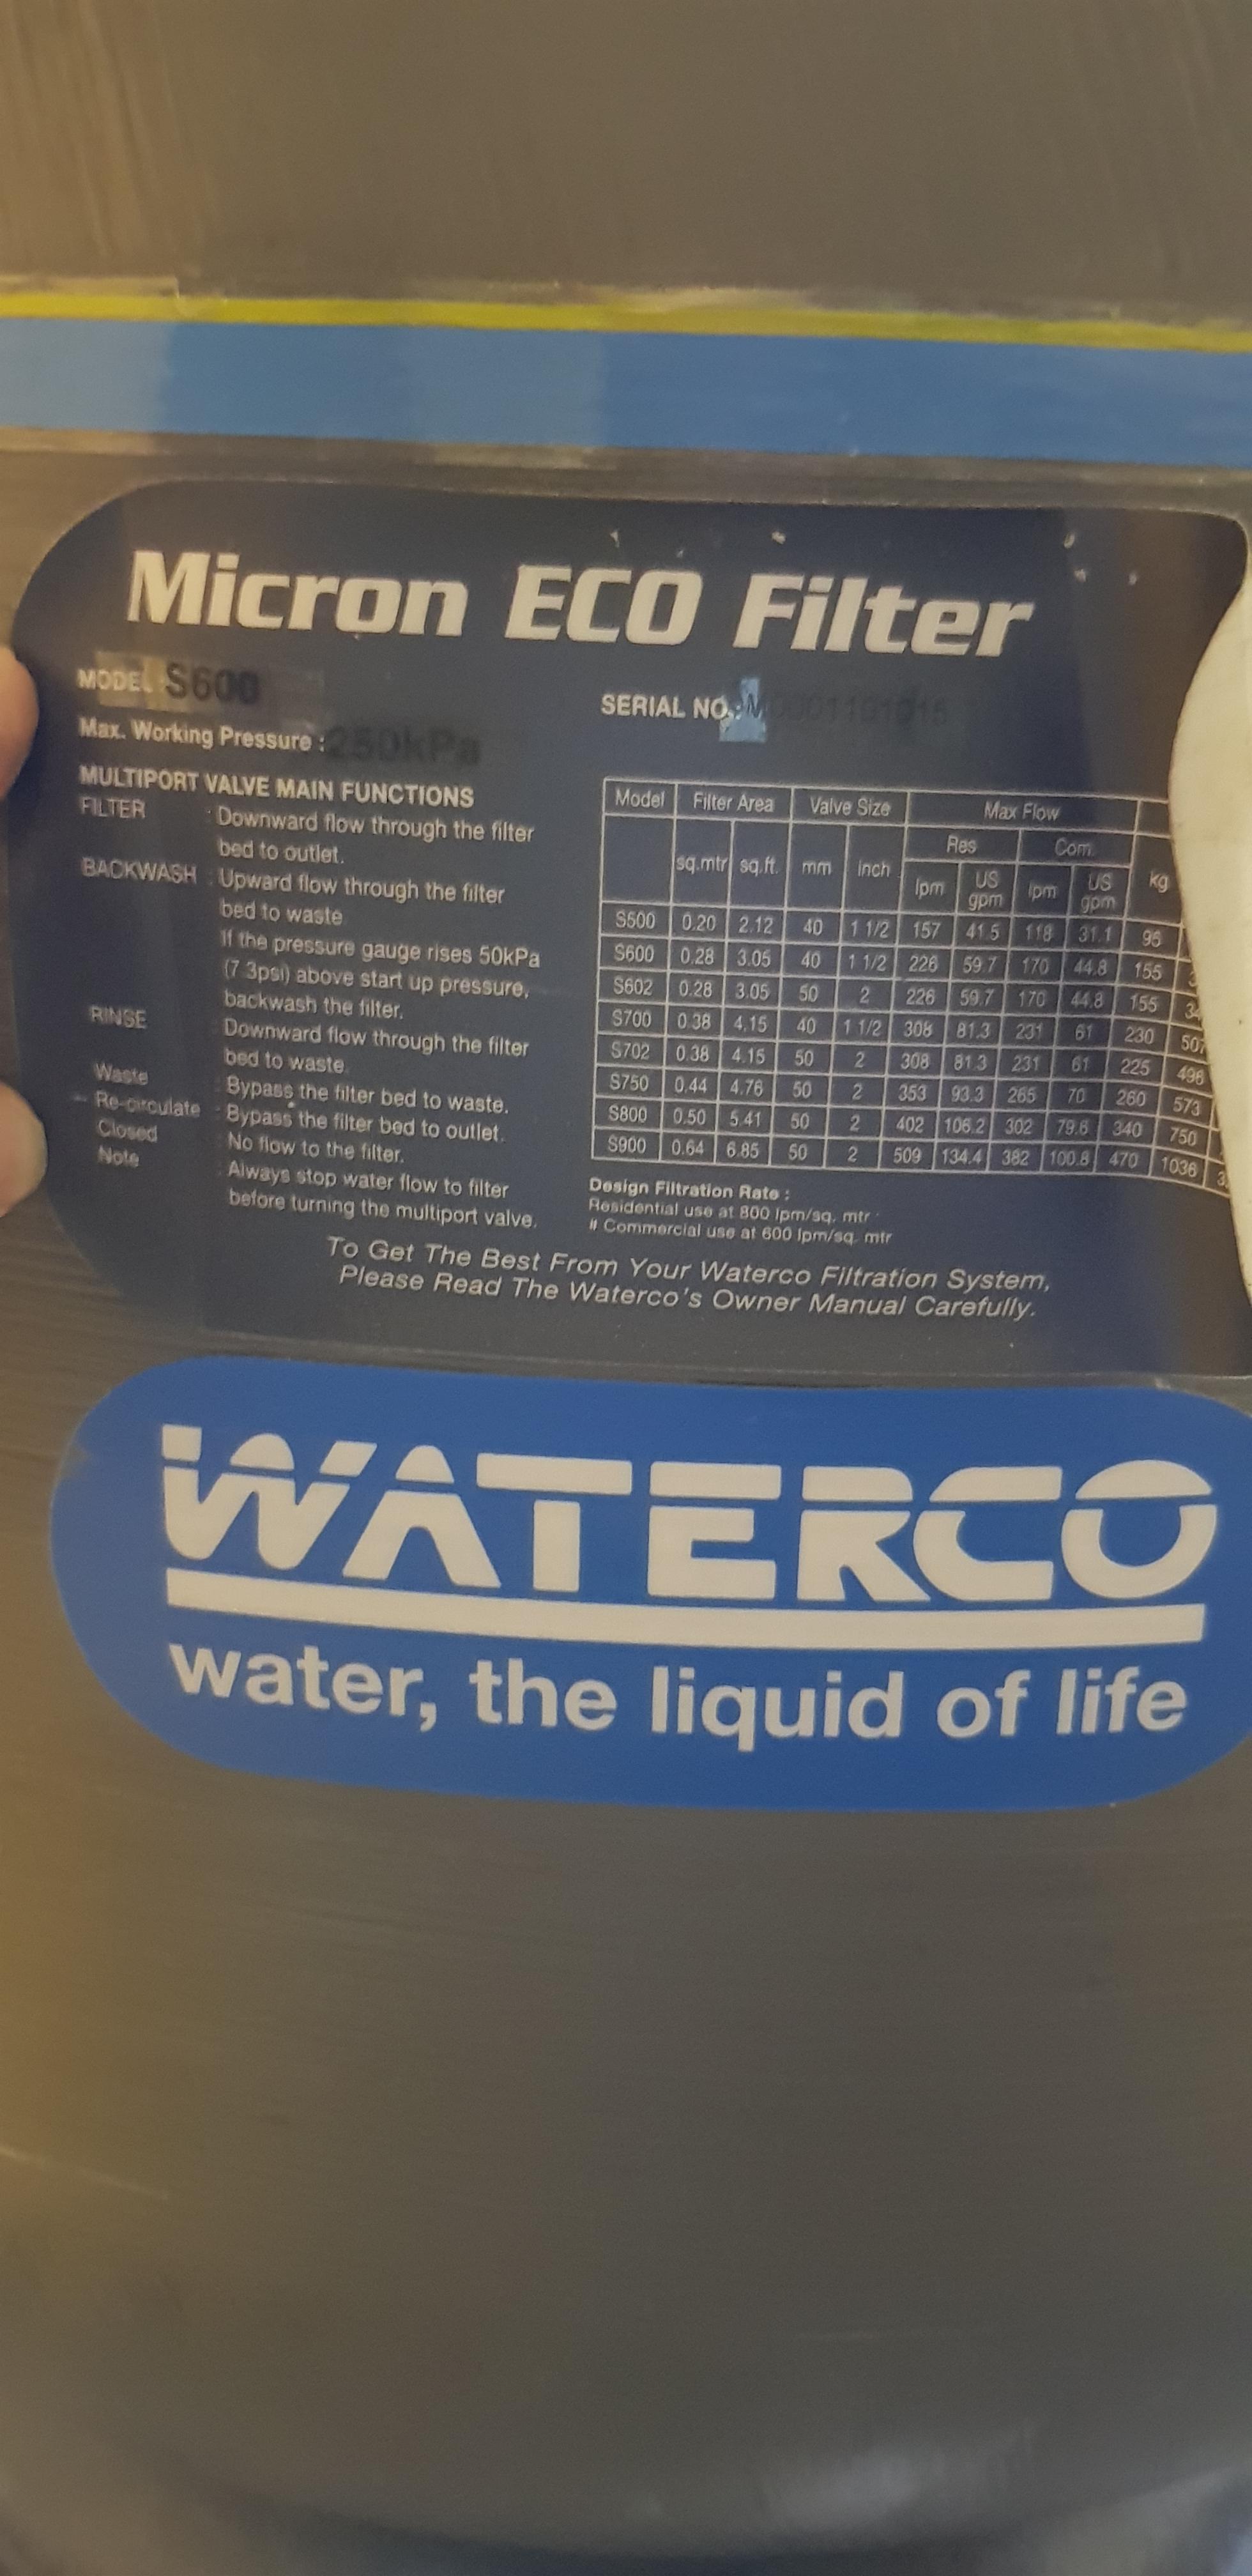 Micron ECO Filter
MODEL S600
SERIAL NO.
Max. Working Pressure : 250kPa
MULTIPORT VALVE MAIN FUNCTIONS
FILTER : Downward flow through the filter
bed to outlet.
BACKWASH : Upward flow through the filter
bed to waste.
If the pressure gauge rises 50kPa
(7.3psi) above start up pressure,
backwash the filter.
RINSE : Downward flow through the filter
bed to waste.
Waste : Bypass the filter bed to waste.
Re-circulate : Bypass the filter bed to outlet.
Closed : No flow to the filter.
Note : Always stop water flow to filter
before turning the multiport valve.
Model Filter Area Valve Size Max Flow
Res Com.
sq.mtr sq.ft. mm inch lpm US gpm lpm US gpm kg
S500 0.20 2.12 40 1 1/2 157 41.5 118 31.1 95
S600 0.28 3.05 40 1 1/2 226 59.7 170 44.8 155
S602 0.28 3.05 50 2 226 59.7 170 44.8 155
S700 0.38 4.15 40 1 1/2 308 81.3 231 61 230 507
S702 0.38 4.15 50 2 308 81.3 231 61 225 496
S750 0.44 4.76 50 2 353 93.3 265 70 260 573
S800 0.50 5.41 50 2 402 106.2 302 79.8 340 750
S900 0.64 6.85 50 2 509 134.4 382 100.8 470 1036
Design Filtration Rate :
Residential use at 800 lpm/sq. mtr
# Commercial use at 600 lpm/sq. mtr
To Get The Best From Your Waterco Filtration System,
Please Read The Waterco's Owner Manual Carefully.
WATERCO
water, the liquid of life